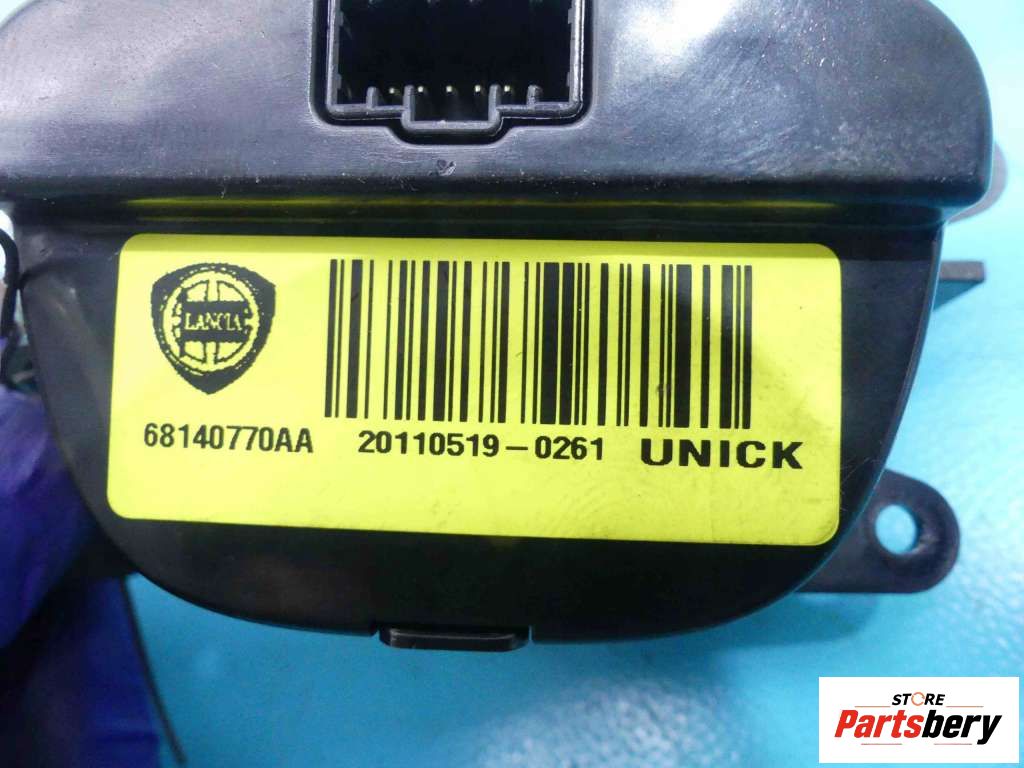 LANCIA
68140770AA 20110519-0261 UNICK
STORE
Partsbery